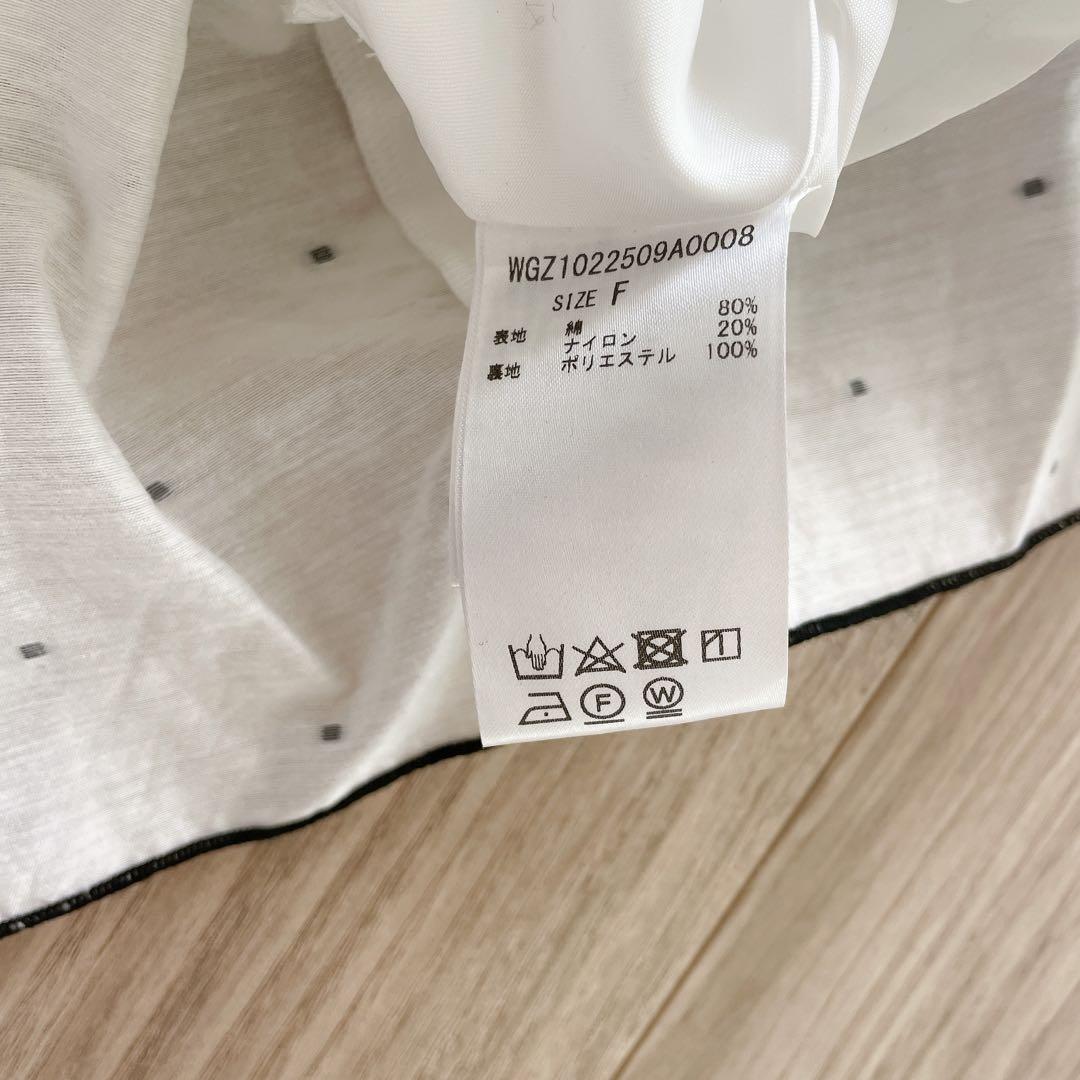 WGZ1022509A0008
SIZE F
表地 綿 80%
ナイロン 20%
裏地 ポリエステル 100%
F W